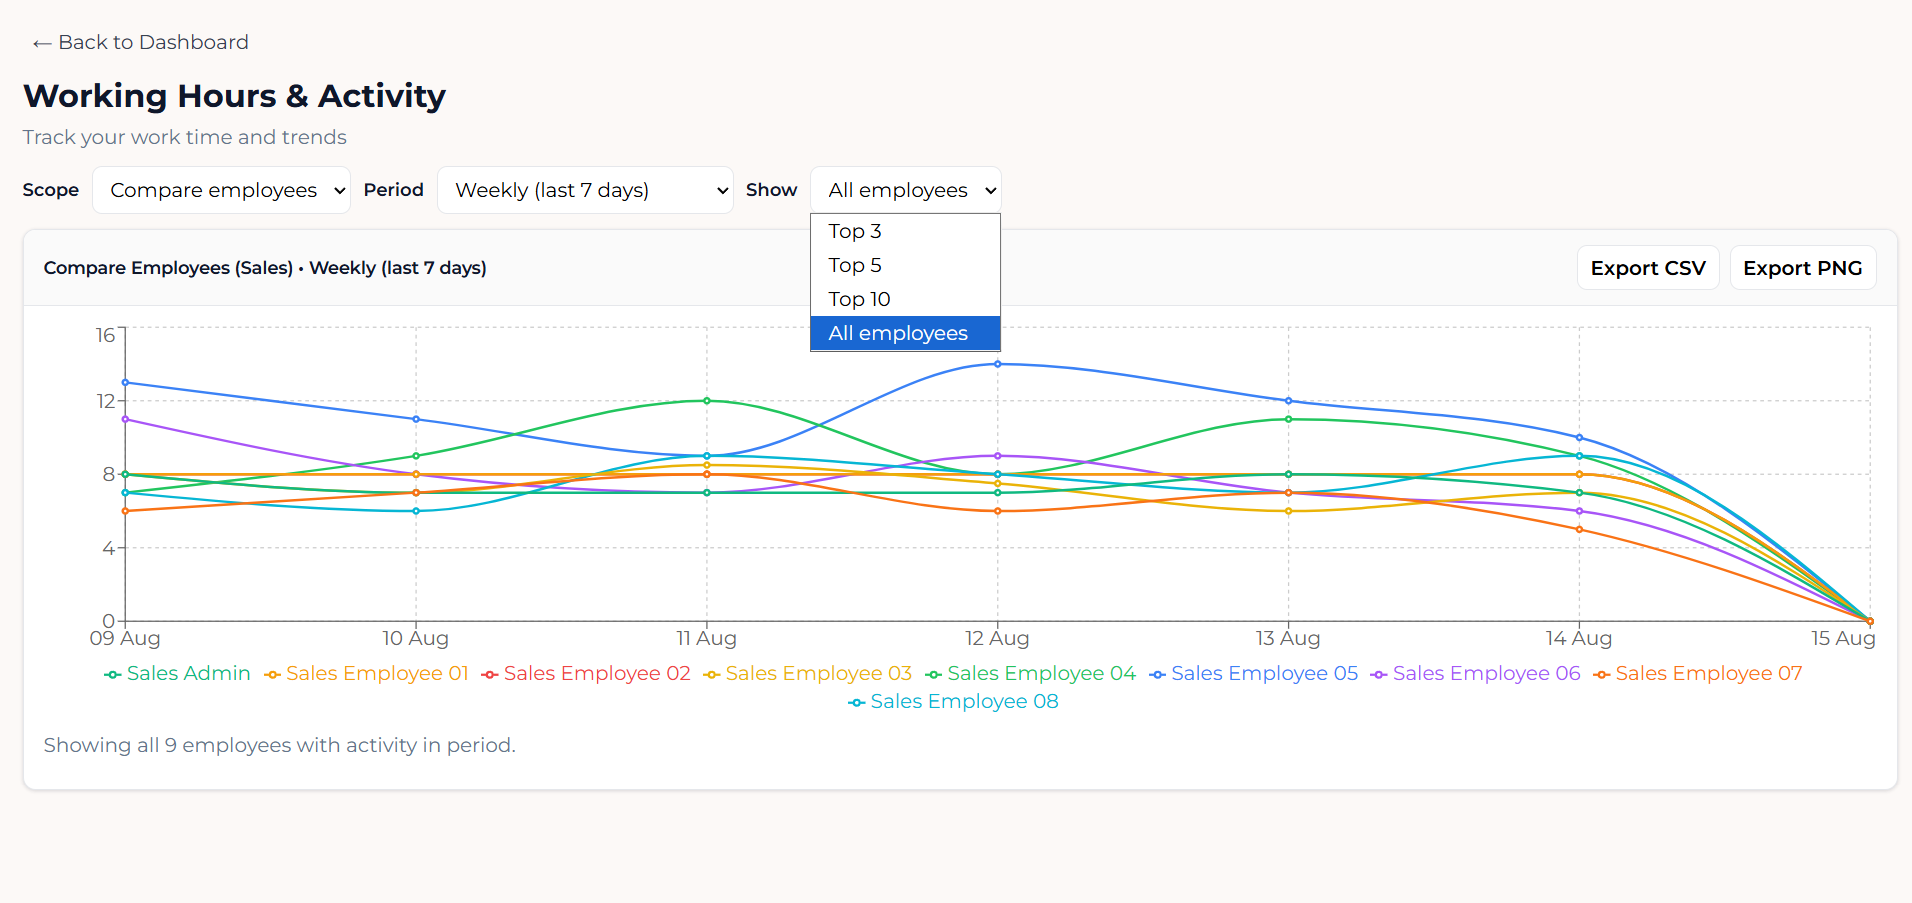 ← Back to Dashboard
Working Hours & Activity
Track your work time and trends
Scope Compare employees Period Weekly (last 7 days) Show All employees
Top 3
Top 5
Top 10
All employees
Compare Employees (Sales) • Weekly (last 7 days)
Export CSV Export PNG
16
12
8
4
0
09 Aug 10 Aug 11 Aug 12 Aug 13 Aug 14 Aug 15 Aug
Sales Admin Sales Employee 01 Sales Employee 02 Sales Employee 03 Sales Employee 04 Sales Employee 05 Sales Employee 06 Sales Employee 07
Sales Employee 08
Showing all 9 employees with activity in period.